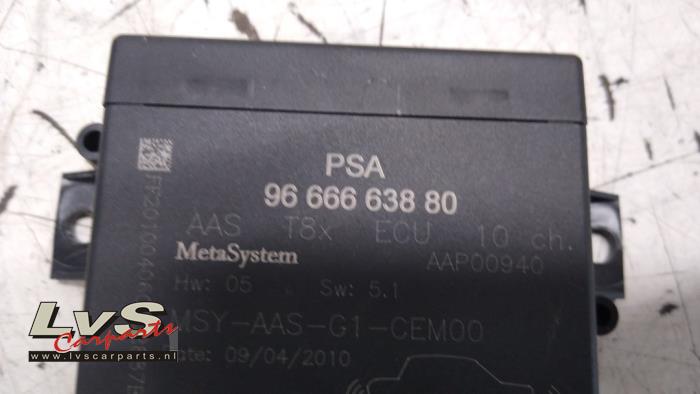 PSA
96 666 638 80
AAS T8x ECU 10 ch.
MetaSystem AAP00940
Hw: 05 Sw: 5.1
MSY-AAS-G1-CEM00
Date: 09/04/2010
LvS
Carparts
www.lvscarparts.nl